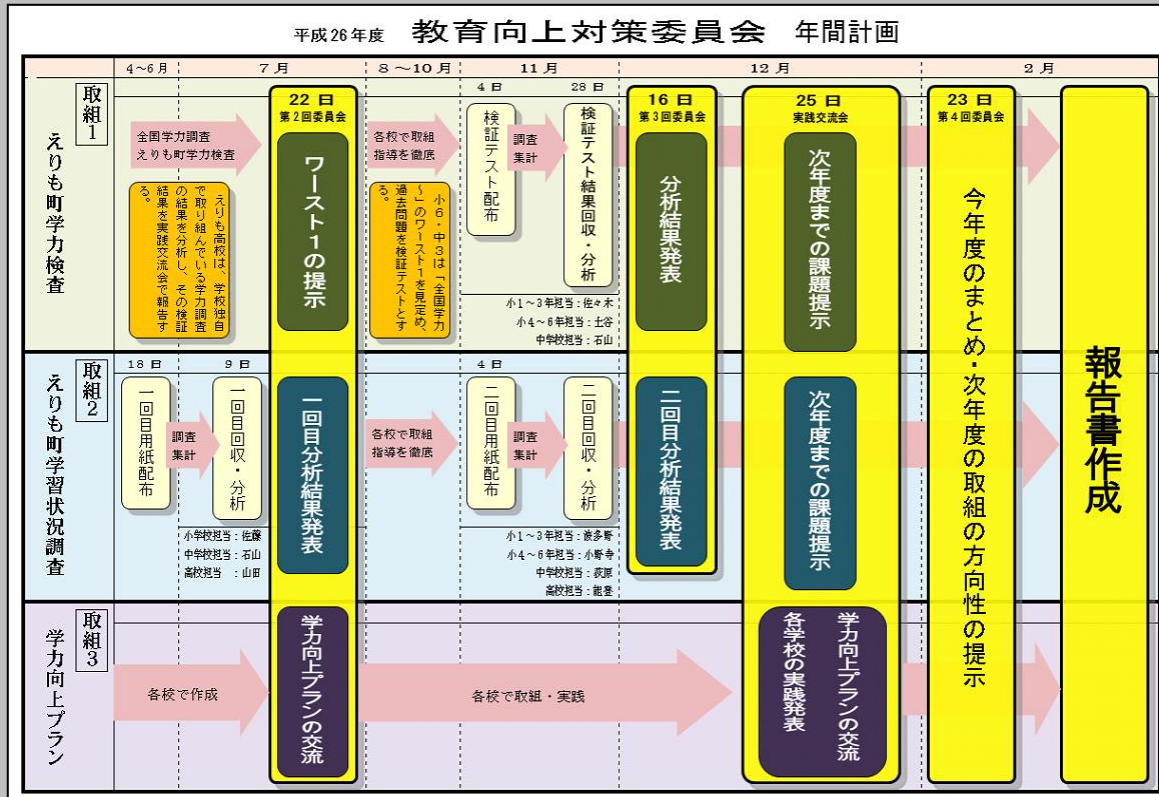 平成26年度 教育向上対策委員会 年間計画
4～6月
7月
8～10月
11月
12月
2月
取組1
えりも町学力検査
全国学力調査
えりも町学力検査
えりも高校は、学校独自
で取り組んでいる学力調査
の結果を分析し、その検証
結果を実践交流会で報告す
る。
22日
第2回委員会
ワースト1の提示
各校で取組
指導を徹底
小6・中3は「全国学力
～」のワースト1を見定め、
過去問題を検証テストとす
る。
4日
検証テスト配布
調査
集計
28日
検証テスト結果回収・分析
小1～3年担当：佐々木
小4～6年担当：土谷
中学校担当：石山
16日
第3回委員会
分析結果発表
25日
実践交流会
次年度までの課題提示
23日
第4回委員会
今年度のまとめ・次年度の取組の方向性の提示
報告書作成
取組2
えりも町学習状況調査
18日
一回目用紙配布
調査
集計
9日
一回目回収・分析
小学校担当：佐藤
中学校担当：石山
高校担当：山田
一回目分析結果発表
各校で取組
指導を徹底
4日
二回目用紙配布
調査
集計
二回目回収・分析
小1～3年担当：波多野
小4～6年担当：小野寺
中学校担当：荻原
高校担当：能登
二回目分析結果発表
次年度までの課題提示
取組3
学力向上プラン
各校で作成
学力向上プランの交流
各校で取組・実践
学力向上プランの交流
各学校の実践発表